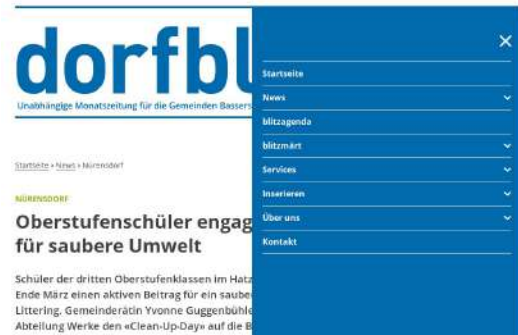 dorfbl
Unabhängige Monatszeitung für die Gemeinden Bassers
Startseite » News » Nürensdorf
NÜRENSDORF
Oberstufenschüler engag
für saubere Umwelt
Schüler der dritten Oberstufenklassen im Hatz
Ende März einen aktiven Beitrag für ein saube
Littering. Gemeinderätin Yvonne Guggenbühle
Abteilung Werke den «Clean-Up-Day» auf die B
Startseite
News
blitzagenda
blitzmärt
Services
Inserieren
Über uns
Kontakt